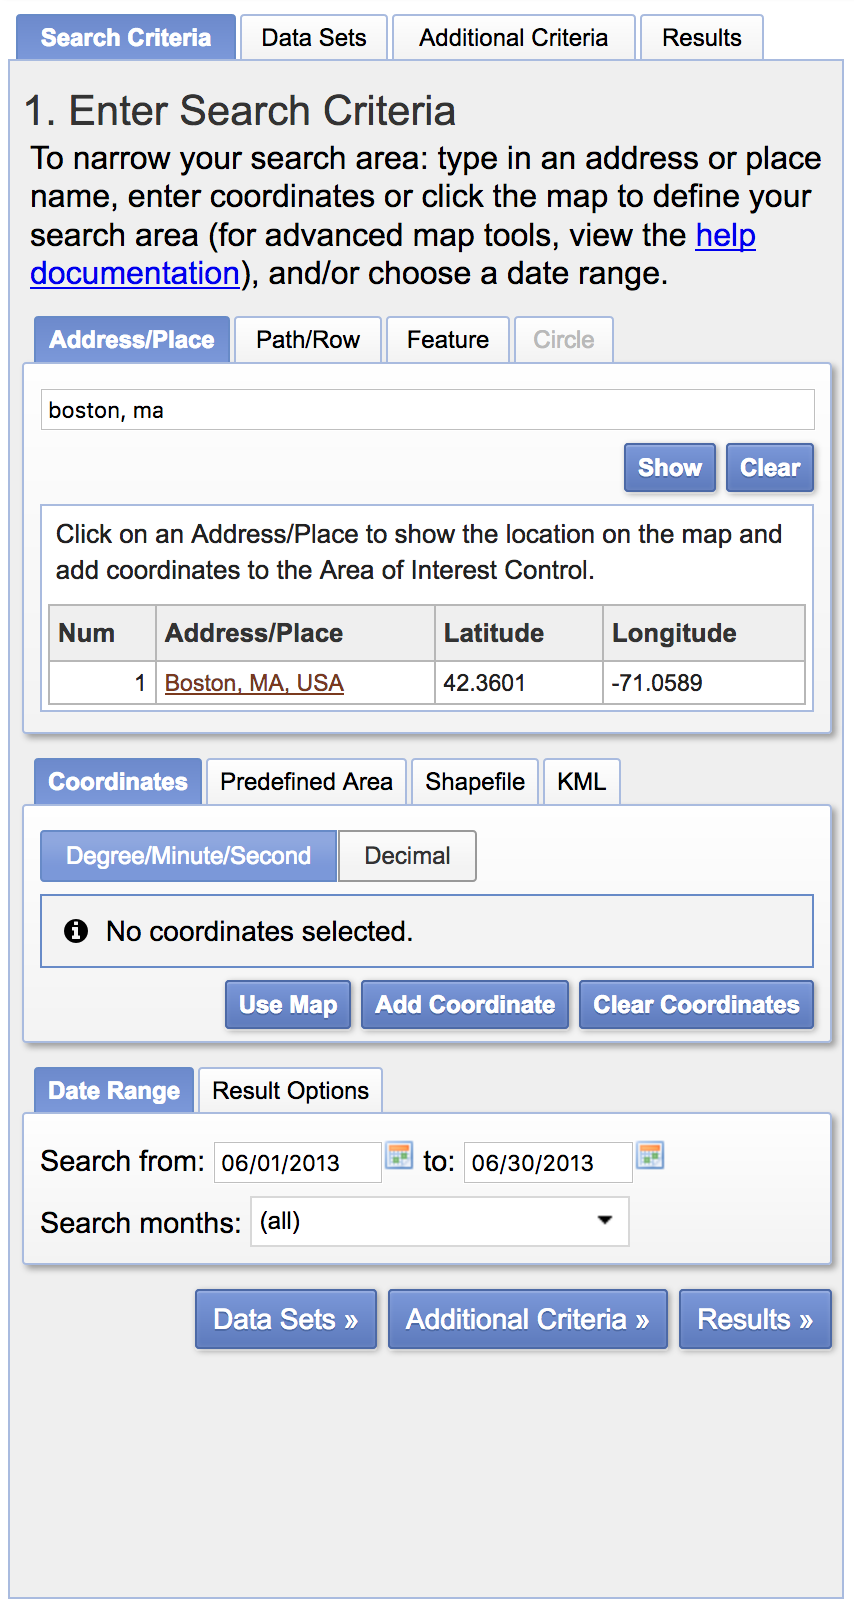 Search Criteria Data Sets Additional Criteria Results
1. Enter Search Criteria
To narrow your search area: type in an address or place
name, enter coordinates or click the map to define your
search area (for advanced map tools, view the help
documentation), and/or choose a date range.
Address/Place Path/Row Feature Circle
boston, ma
Show Clear
Click on an Address/Place to show the location on the map and
add coordinates to the Area of Interest Control.
Num Address/Place Latitude Longitude
1 Boston, MA, USA 42.3601 -71.0589
Coordinates Predefined Area Shapefile KML
Degree/Minute/Second Decimal
No coordinates selected.
Use Map Add Coordinate Clear Coordinates
Date Range Result Options
Search from: 06/01/2013 to: 06/30/2013
Search months: (all)
Data Sets » Additional Criteria » Results »